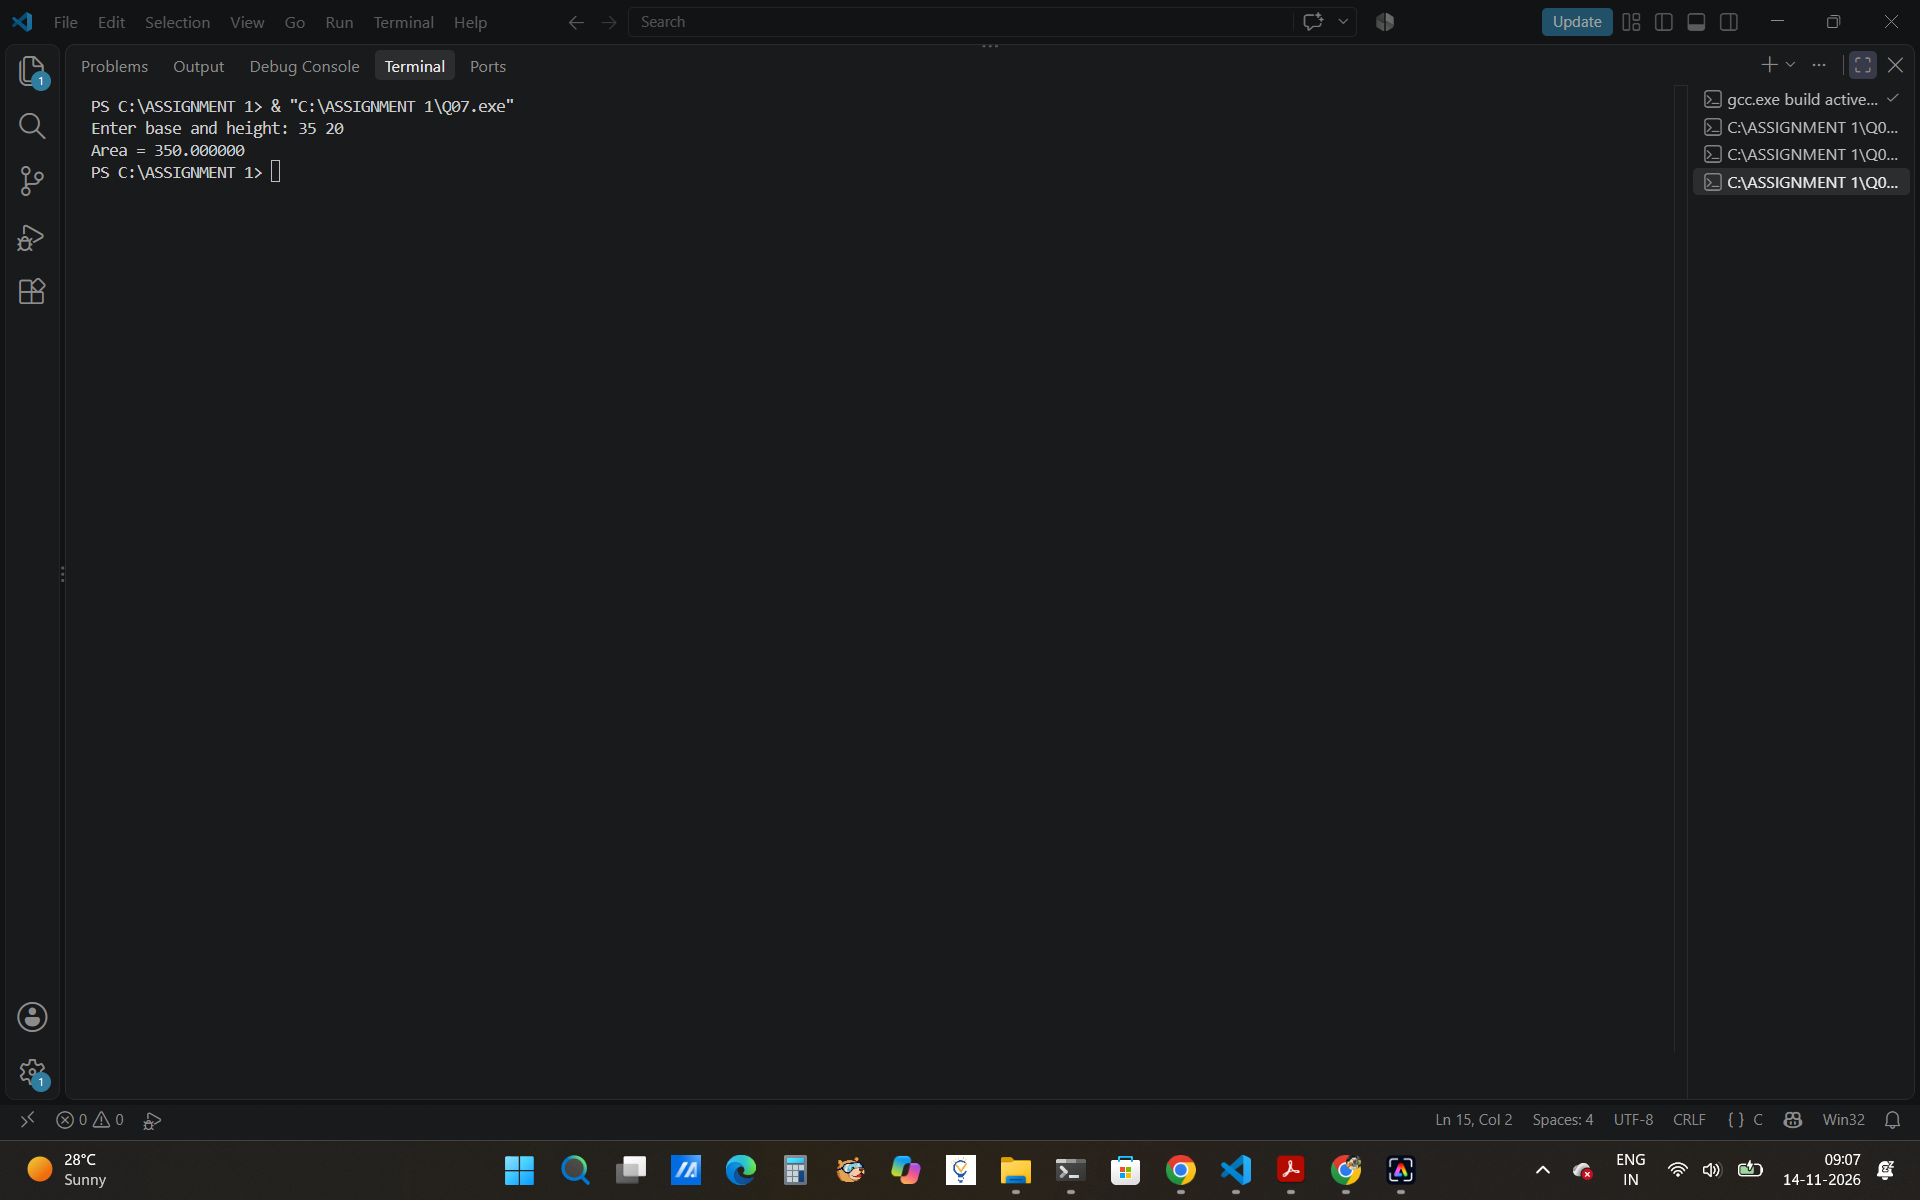 File Edit Selection View Go Run Terminal Help Search Update
Problems Output Debug Console Terminal Ports
PS C:\ASSIGNMENT 1> & "C:\ASSIGNMENT 1\Q07.exe"
Enter base and height: 35 20
Area = 350.000000
PS C:\ASSIGNMENT 1>
gcc.exe build active...
C:\ASSIGNMENT 1\Q0...
C:\ASSIGNMENT 1\Q0...
C:\ASSIGNMENT 1\Q0...
1
1
0 0 Ln 15, Col 2 Spaces: 4 UTF-8 CRLF { } C Win32
28°C
Sunny
ENG
IN
09:07
14-11-2026